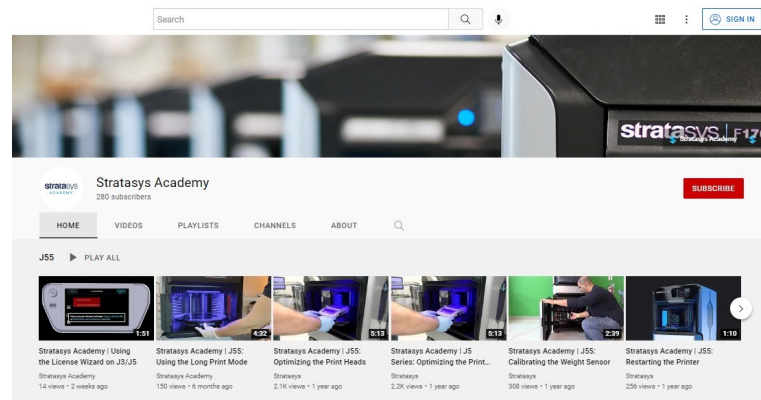 Search
SIGN IN
stratasys F170
Stratasys Academy
stratasys
ACADEMY
Stratasys Academy
280 subscribers
SUBSCRIBE
HOME
VIDEOS
PLAYLISTS
CHANNELS
ABOUT
J55 PLAY ALL
1:51
4:32
5:13
5:13
2:39
1:10
Stratasys Academy | Using
the License Wizard on J3/J5
Stratasys Academy
14 views • 2 weeks ago
Stratasys Academy | J55:
Using the Long Print Mode
Stratasys Academy
150 views • 6 months ago
Stratasys Academy | J55:
Optimizing the Print Heads
Stratasys
2.1K views • 1 year ago
Stratasys Academy | J5
Series: Optimizing the Print...
Stratasys
2.2K views • 1 year ago
Stratasys Academy | J55:
Calibrating the Weight Sensor
Stratasys
308 views • 1 year ago
Stratasys Academy | J55:
Restarting the Printer
Stratasys
256 views • 1 year ago